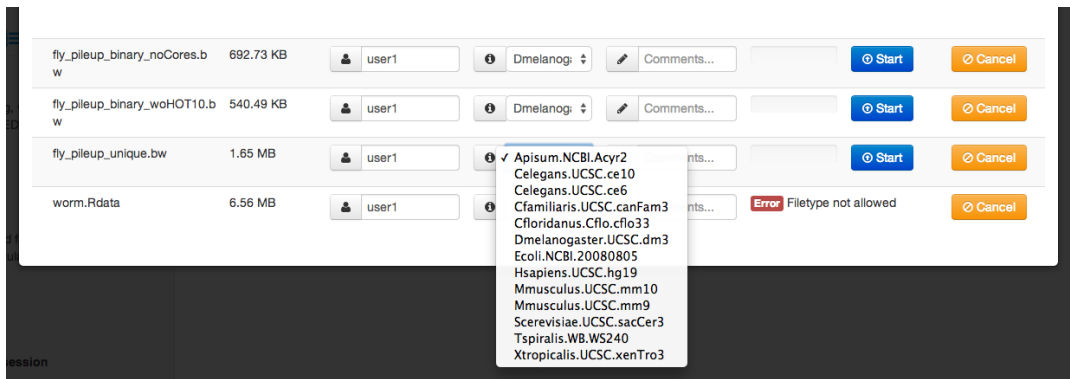 fly_pileup_binary_noCores.b
w
692.73 KB
user1
Dmelanoga
Comments...
Start
Cancel
fly_pileup_binary_woHOT10.b
w
540.49 KB
user1
Dmelanoga
Comments...
Start
Cancel
fly_pileup_unique.bw
1.65 MB
user1
Start
Cancel
worm.Rdata
6.56 MB
user1
Error Filetype not allowed
Cancel
✓ Apisum.NCBI.Acyr2
Celegans.UCSC.ce10
Celegans.UCSC.ce6
Cfamiliaris.UCSC.canFam3
Cfloridanus.Cflo.cflo33
Dmelanogaster.UCSC.dm3
Ecoli.NCBI.20080805
Hsapiens.UCSC.hg19
Mmusculus.UCSC.mm10
Mmusculus.UCSC.mm9
Scerevisiae.UCSC.sacCer3
Tspiralis.WB.WS240
Xtropicalis.UCSC.xenTro3
session